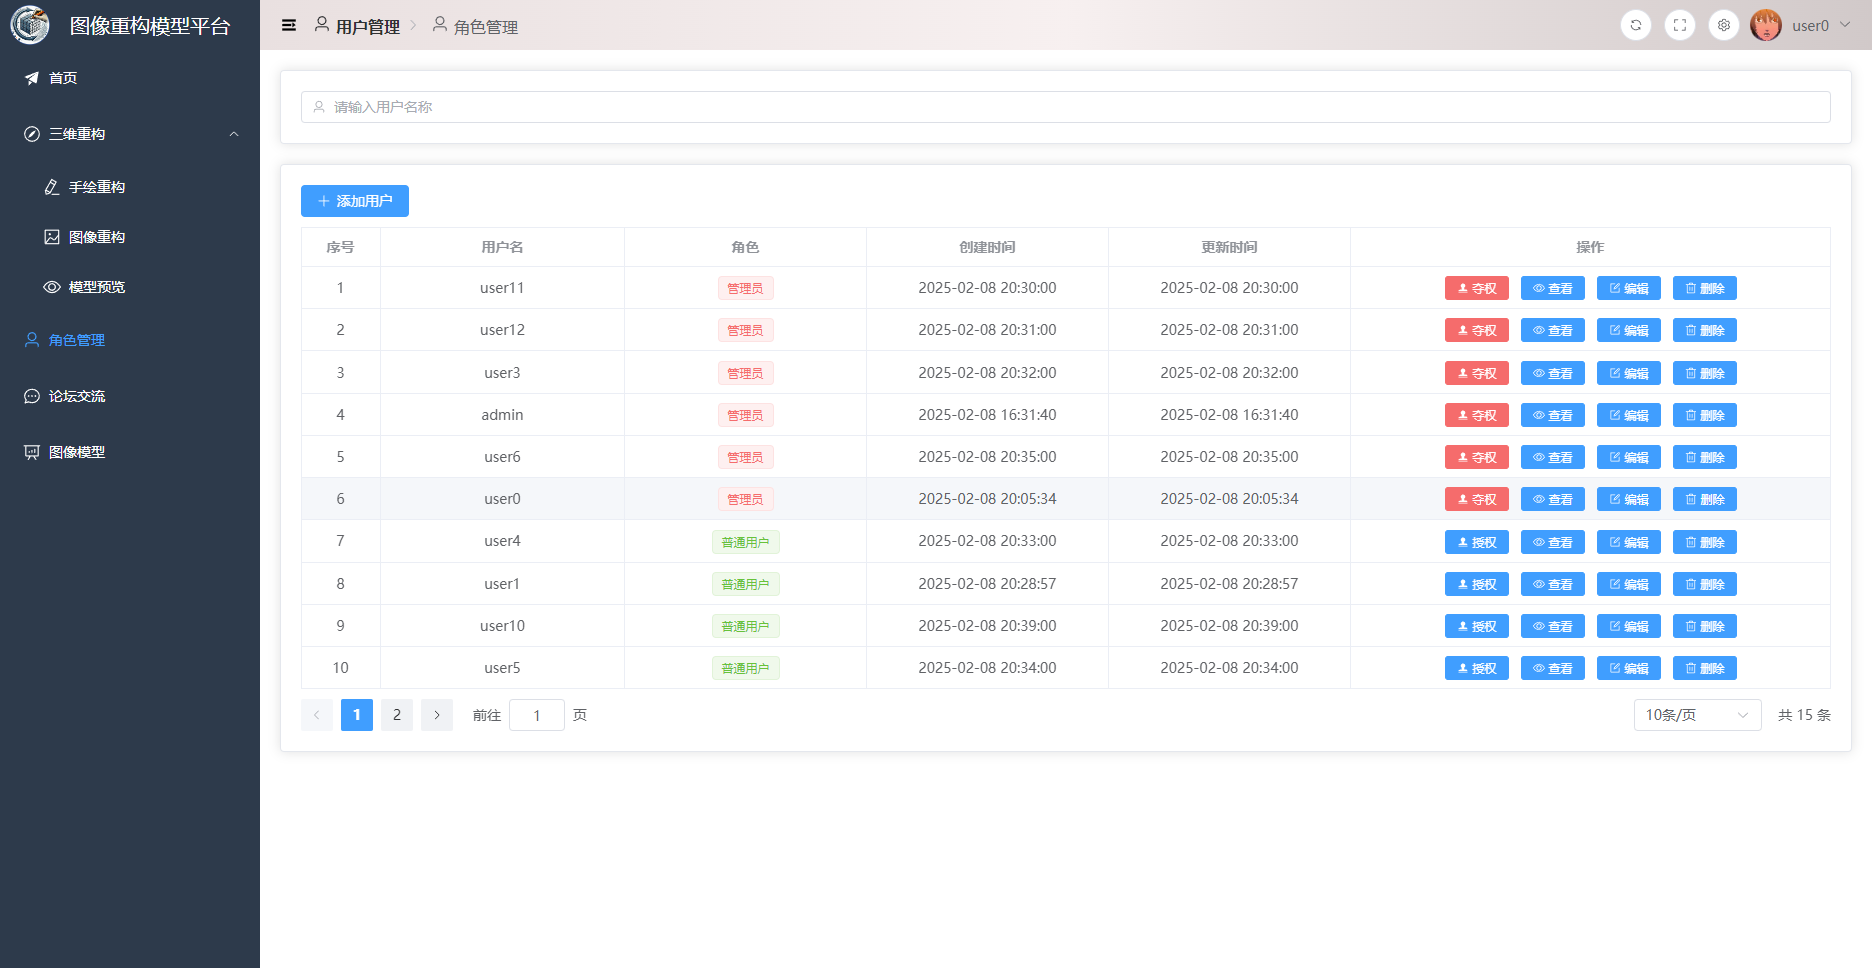 图像重构模型平台
首页
三维重构
手绘重构
图像重构
模型预览
角色管理
论坛交流
图像模型
用户管理 角色管理
user0
请输入用户名称
添加用户
序号 用户名 角色 创建时间 更新时间 操作
1 user11 管理员 2025-02-08 20:30:00 2025-02-08 20:30:00 夺权 查看 编辑 删除
2 user12 管理员 2025-02-08 20:31:00 2025-02-08 20:31:00 夺权 查看 编辑 删除
3 user3 管理员 2025-02-08 20:32:00 2025-02-08 20:32:00 夺权 查看 编辑 删除
4 admin 管理员 2025-02-08 16:31:40 2025-02-08 16:31:40 夺权 查看 编辑 删除
5 user6 管理员 2025-02-08 20:35:00 2025-02-08 20:35:00 夺权 查看 编辑 删除
6 user0 管理员 2025-02-08 20:05:34 2025-02-08 20:05:34 夺权 查看 编辑 删除
7 user4 普通用户 2025-02-08 20:33:00 2025-02-08 20:33:00 授权 查看 编辑 删除
8 user1 普通用户 2025-02-08 20:28:57 2025-02-08 20:28:57 授权 查看 编辑 删除
9 user10 普通用户 2025-02-08 20:39:00 2025-02-08 20:39:00 授权 查看 编辑 删除
10 user5 普通用户 2025-02-08 20:34:00 2025-02-08 20:34:00 授权 查看 编辑 删除
1 2 前往 1 页 10条/页 共 15 条